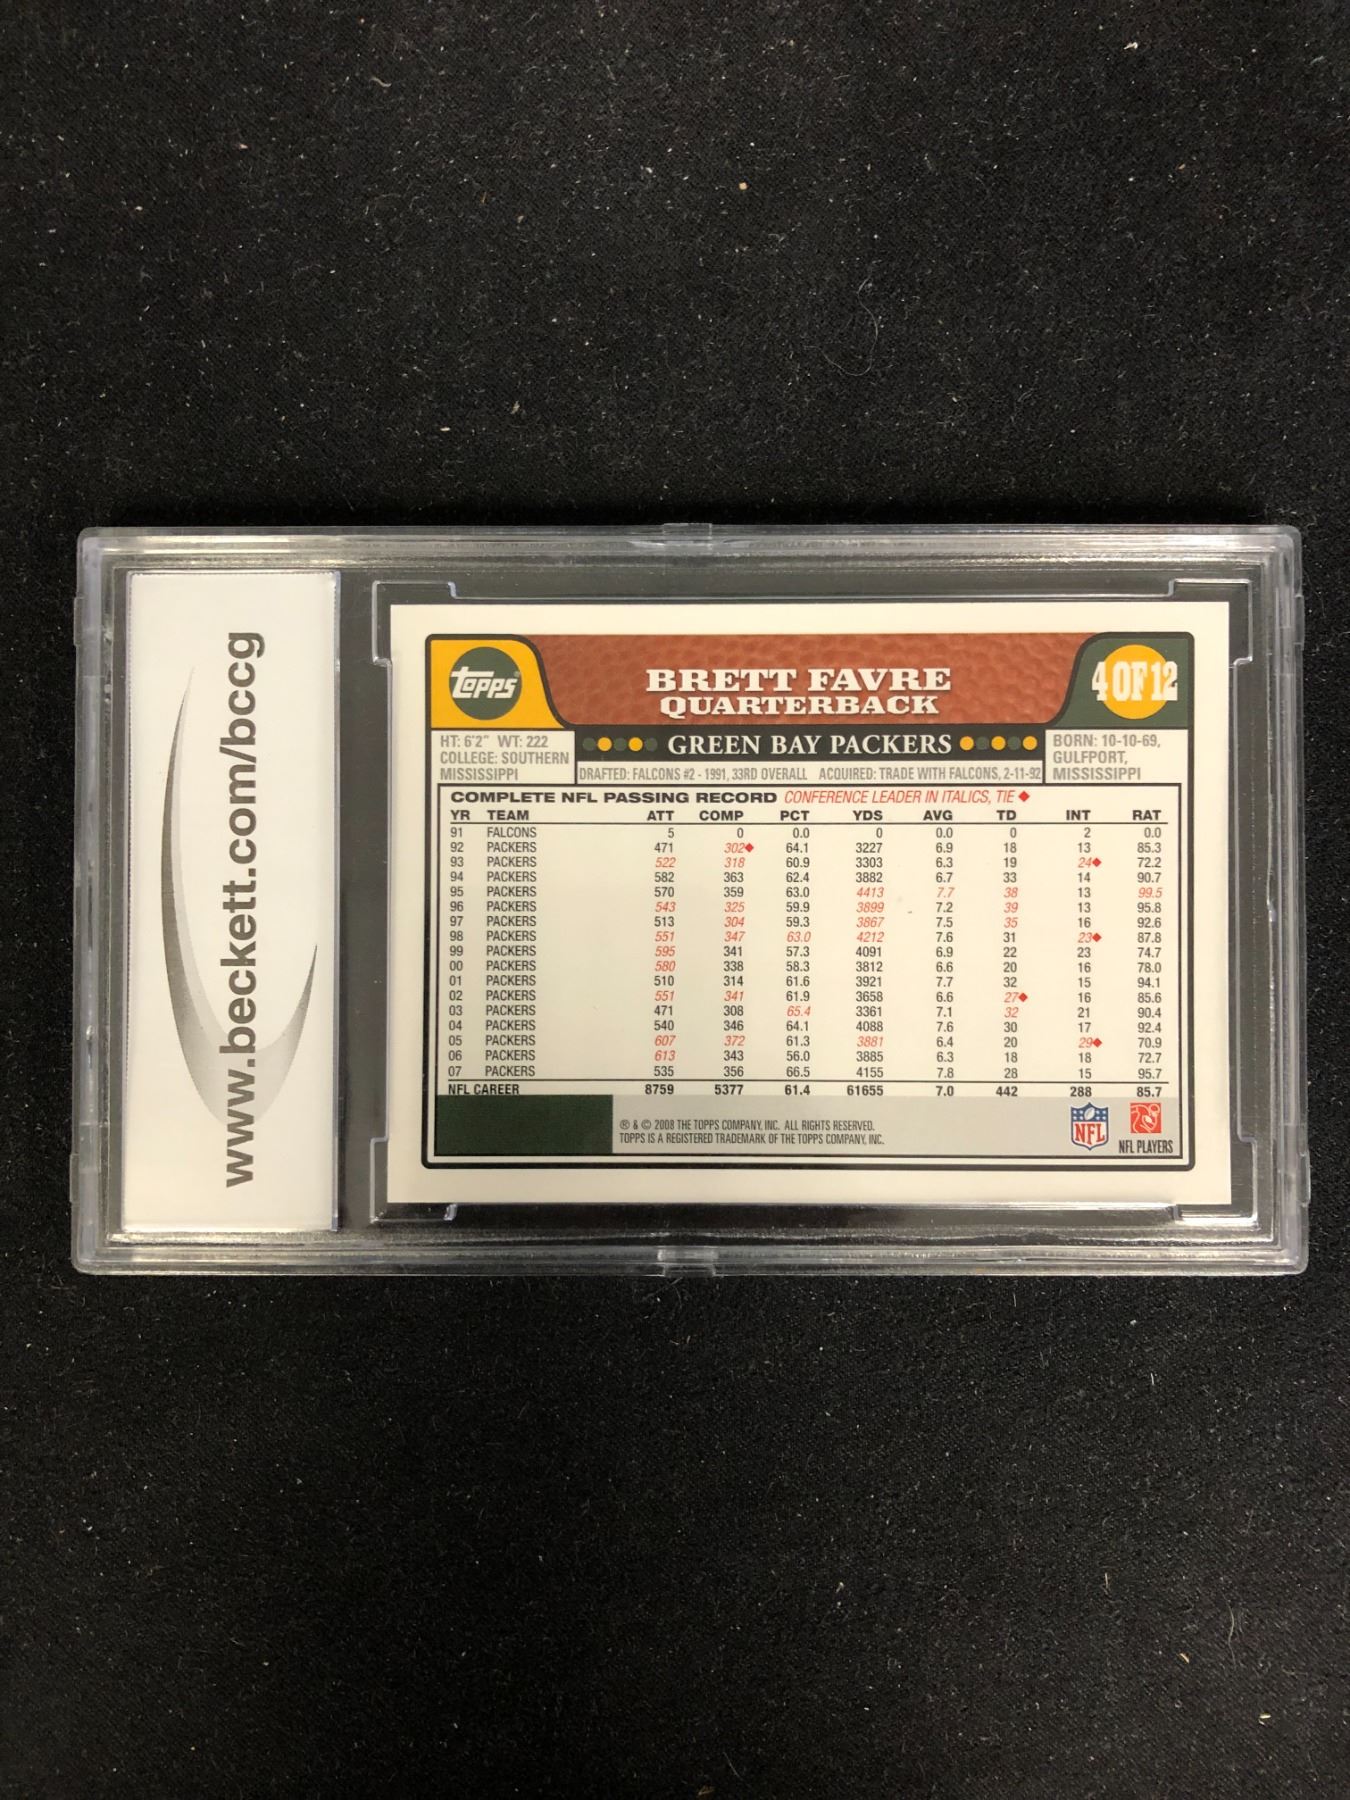 www.beckett.com/bccg
topps
BRETT FAVRE
QUARTERBACK
4 OF 12
GREEN BAY PACKERS
HT: 6'2" WT: 222
COLLEGE: SOUTHERN
MISSISSIPPI
DRAFTED: FALCONS #2 - 1991, 33RD OVERALL ACQUIRED: TRADE WITH FALCONS, 2-11-92
BORN: 10-10-69,
GULFPORT,
MISSISSIPPI
COMPLETE NFL PASSING RECORD CONFERENCE LEADER IN ITALICS, TIE ◆
YR TEAM ATT COMP PCT YDS AVG TD INT RAT
91 FALCONS 5 0 0.0 0 0.0 0 2 0.0
92 PACKERS 471 302◆ 64.1 3227 6.9 18 13 85.3
93 PACKERS 522 318 60.9 3303 6.3 19 24◆ 72.2
94 PACKERS 582 363 62.4 3882 6.7 33 14 90.7
95 PACKERS 570 359 63.0 4413 7.7 38 13 99.5
96 PACKERS 543 325 59.9 3899 7.2 39 13 95.8
97 PACKERS 513 304 59.3 3867 7.5 35 16 92.6
98 PACKERS 551 347 63.0 4212 7.6 31 23◆ 87.8
99 PACKERS 595 341 57.3 4091 6.9 22 23 74.7
00 PACKERS 580 338 58.3 3812 6.6 20 16 78.0
01 PACKERS 510 314 61.6 3921 7.7 32 15 94.1
02 PACKERS 551 341 61.9 3658 6.6 27◆ 16 85.6
03 PACKERS 471 308 65.4 3361 7.1 32 21 90.4
04 PACKERS 540 346 64.1 4088 7.6 30 17 92.4
05 PACKERS 607 372 61.3 3881 6.4 20 29◆ 70.9
06 PACKERS 613 343 56.0 3885 6.3 18 18 72.7
07 PACKERS 535 356 66.5 4155 7.8 28 15 95.7
NFL CAREER 8759 5377 61.4 61655 7.0 442 288 85.7
® & © 2008 THE TOPPS COMPANY, INC. ALL RIGHTS RESERVED.
TOPPS IS A REGISTERED TRADEMARK OF THE TOPPS COMPANY, INC.
NFL
NFL PLAYERS